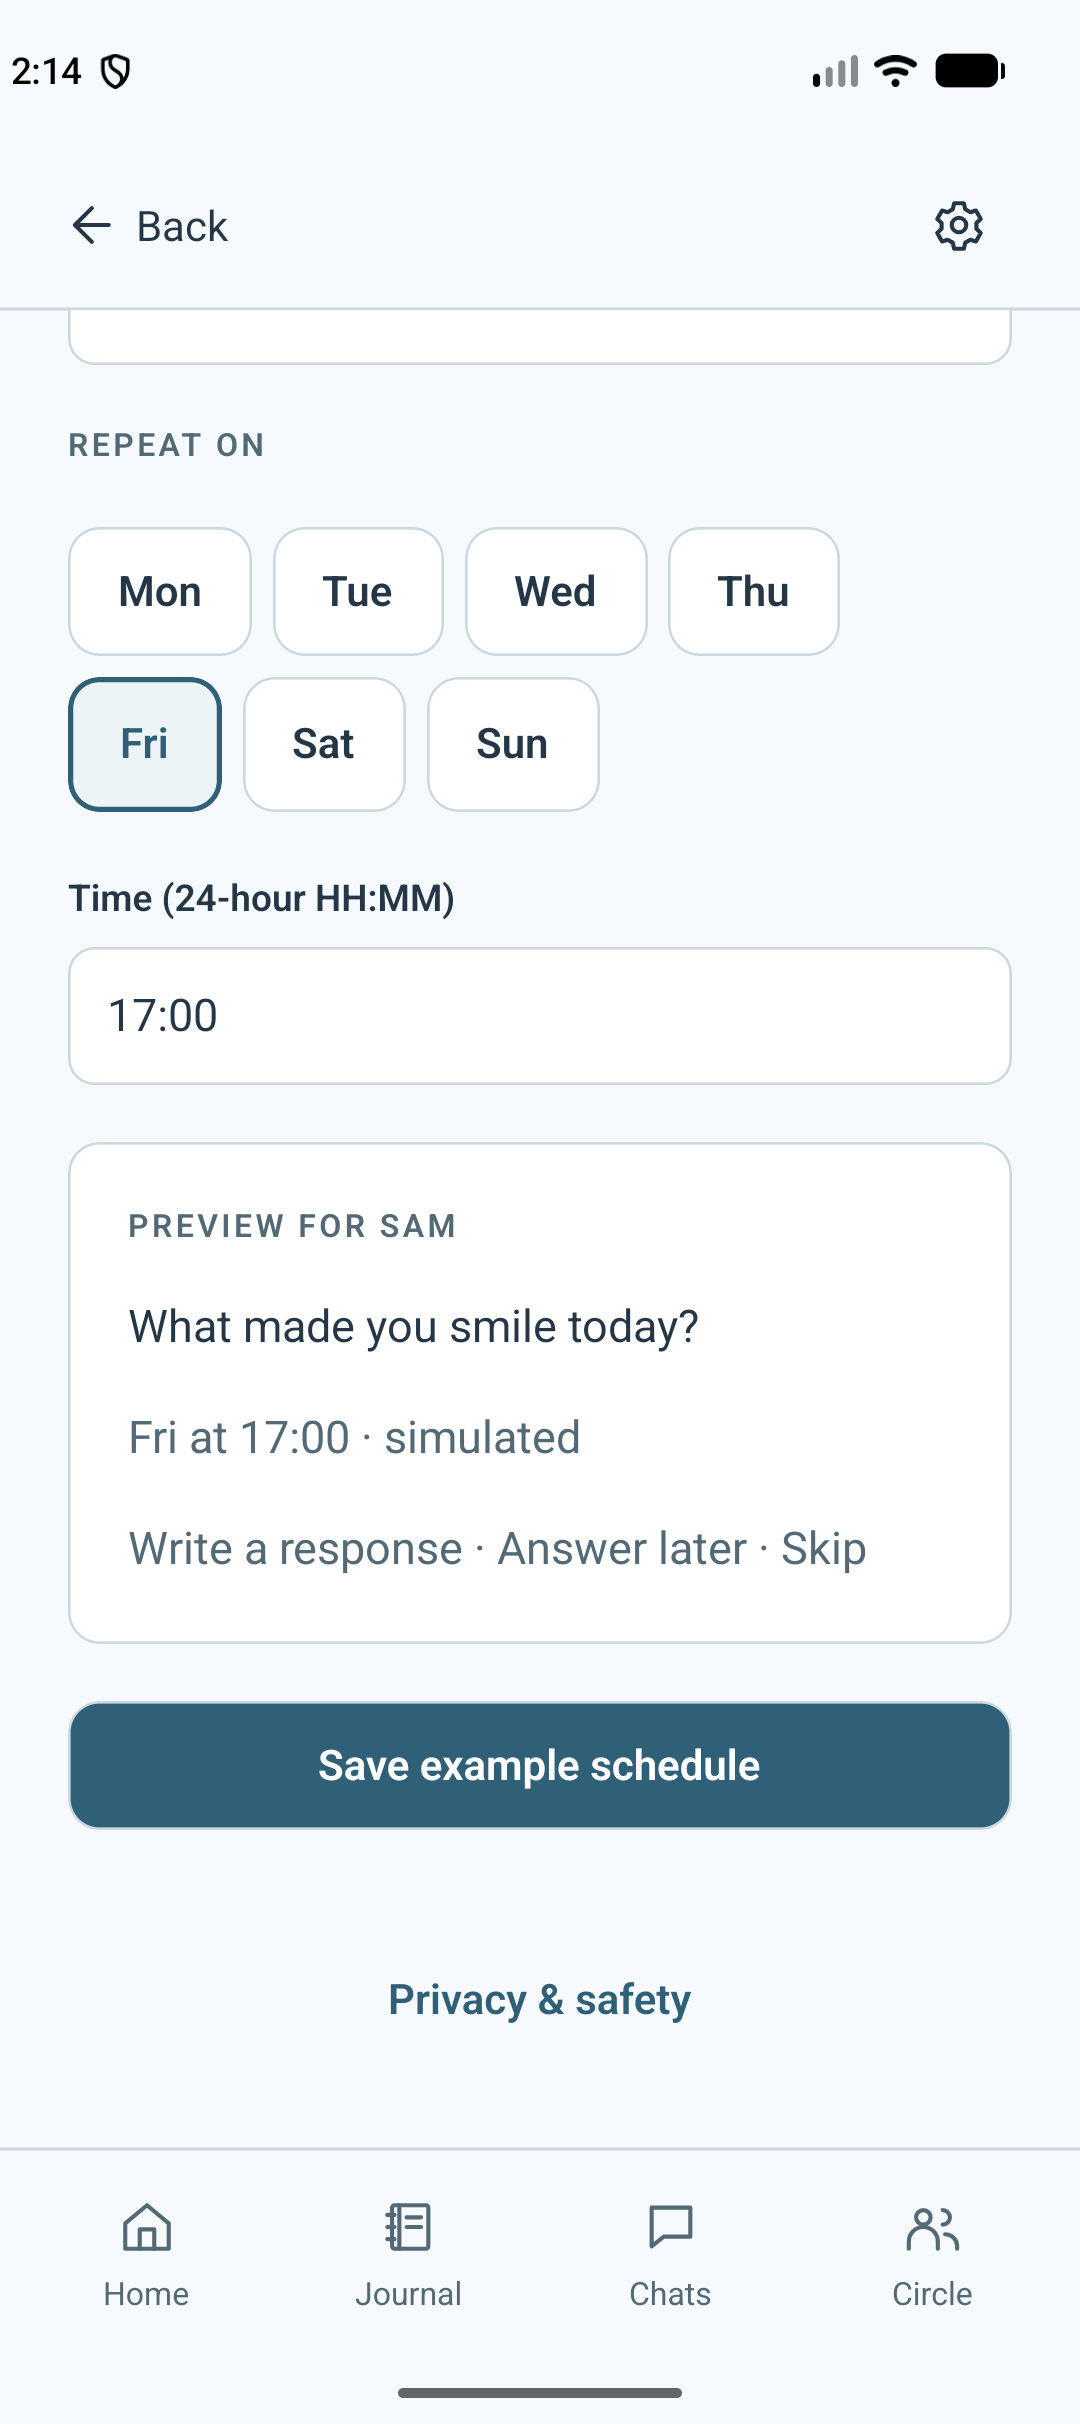 2:14
Back
REPEAT ON
Mon Tue Wed Thu
Fri Sat Sun
Time (24-hour HH:MM)
17:00
PREVIEW FOR SAM
What made you smile today?
Fri at 17:00 · simulated
Write a response · Answer later · Skip
Save example schedule
Privacy & safety
Home Journal Chats Circle